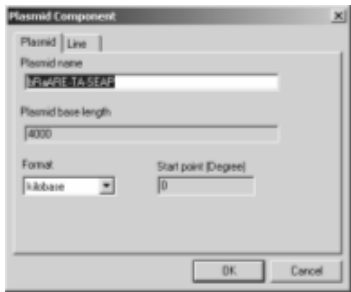 Plasmid Component
Plasmid Line
Plasmid name
Plasmid base length
4000
Format
Start point (Degree)
kilobase
0
OK
Cancel